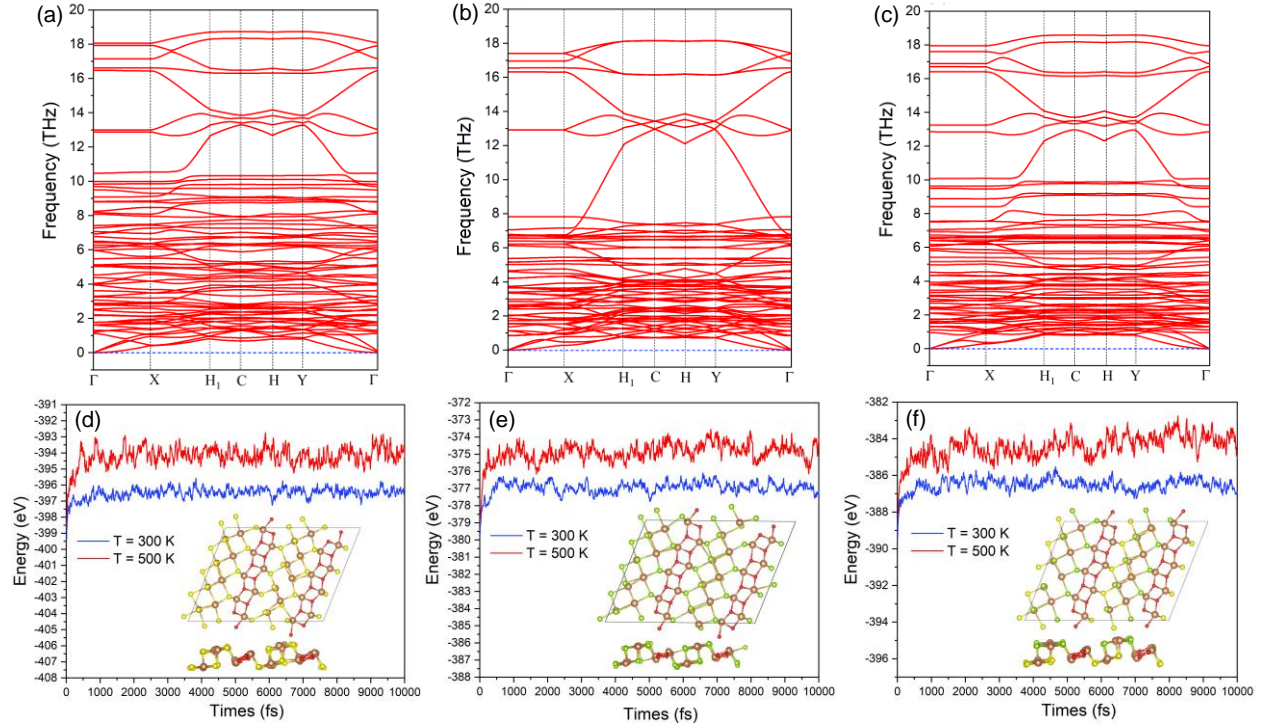 (a)
20
18
16
14
12
10
8
6
4
2
0
Frequency (THz)
Γ X H1 C H Y Γ
(b)
20
18
16
14
12
10
8
6
4
2
0
Frequency (THz)
Γ X H1 C H Y Γ
(c)
20
18
16
14
12
10
8
6
4
2
0
Frequency (THz)
Γ X H1 C H Y Γ
(d)
-391
-392
-393
-394
-395
-396
-397
-398
-399
-400
-401
-402
-403
-404
-405
-406
-407
-408
Energy (eV)
T = 300 K
T = 500 K
0 1000 2000 3000 4000 5000 6000 7000 8000 9000 10000
Times (fs)
(e)
-372
-373
-374
-375
-376
-377
-378
-379
-380
-381
-382
-383
-384
-385
-386
-387
-388
Energy (eV)
T = 300 K
T = 500 K
0 1000 2000 3000 4000 5000 6000 7000 8000 9000 10000
Times (fs)
(f)
-382
-384
-386
-388
-390
-392
-394
-396
Energy (eV)
T = 300 K
T = 500 K
0 1000 2000 3000 4000 5000 6000 7000 8000 9000 10000
Times (fs)